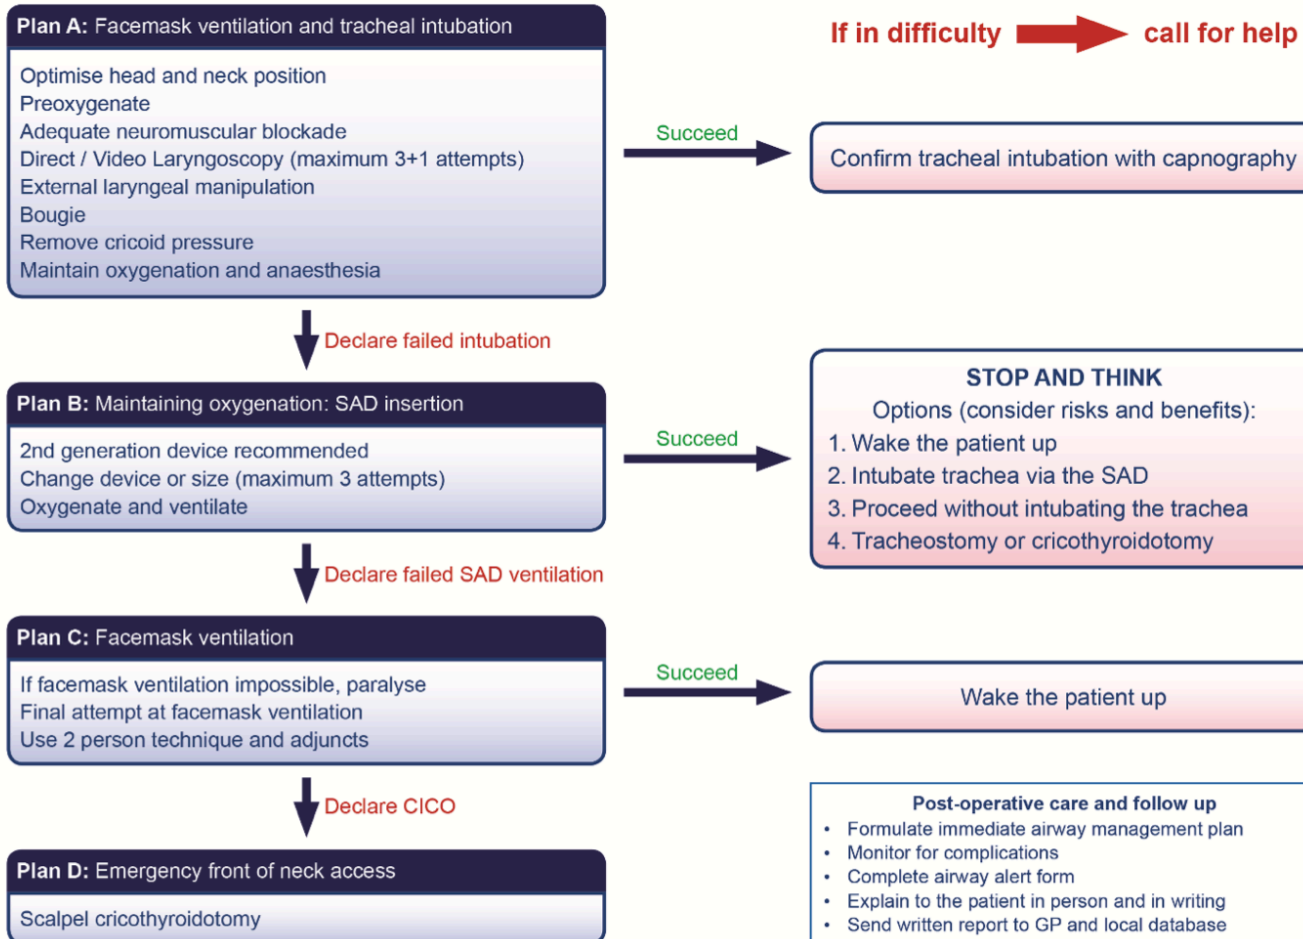 Plan A: Facemask ventilation and tracheal intubation
Optimise head and neck position
Preoxygenate
Adequate neuromuscular blockade
Direct / Video Laryngoscopy (maximum 3+1 attempts)
External laryngeal manipulation
Bougie
Remove cricoid pressure
Maintain oxygenation and anaesthesia
If in difficulty call for help
Succeed
Confirm tracheal intubation with capnography
Declare failed intubation
Plan B: Maintaining oxygenation: SAD insertion
2nd generation device recommended
Change device or size (maximum 3 attempts)
Oxygenate and ventilate
Succeed
STOP AND THINK
Options (consider risks and benefits):
1. Wake the patient up
2. Intubate trachea via the SAD
3. Proceed without intubating the trachea
4. Tracheostomy or cricothyroidotomy
Declare failed SAD ventilation
Plan C: Facemask ventilation
If facemask ventilation impossible, paralyse
Final attempt at facemask ventilation
Use 2 person technique and adjuncts
Succeed
Wake the patient up
Declare CICO
Plan D: Emergency front of neck access
Scalpel cricothyroidotomy
Post-operative care and follow up
• Formulate immediate airway management plan
• Monitor for complications
• Complete airway alert form
• Explain to the patient in person and in writing
• Send written report to GP and local database